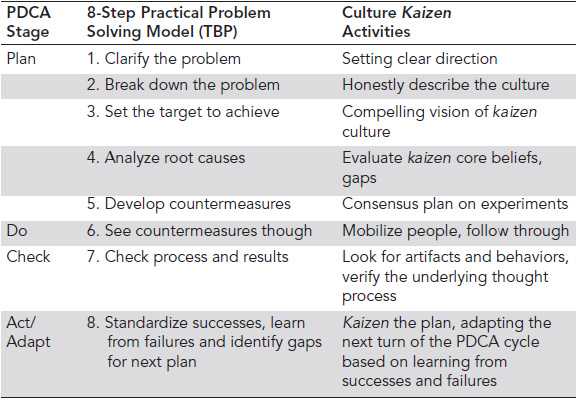 PDCA Stage 8-Step Practical Problem Solving Model (TBP) Culture Kaizen Activities
Plan 1. Clarify the problem Setting clear direction
2. Break down the problem Honestly describe the culture
3. Set the target to achieve Compelling vision of kaizen culture
4. Analyze root causes Evaluate kaizen core beliefs, gaps
5. Develop countermeasures Consensus plan on experiments
Do 6. See countermeasures though Mobilize people, follow through
Check 7. Check process and results Look for artifacts and behaviors, verify the underlying thought process
Act/ Adapt 8. Standardize successes, learn from failures and identify gaps for next plan Kaizen the plan, adapting the next turn of the PDCA cycle based on learning from successes and failures